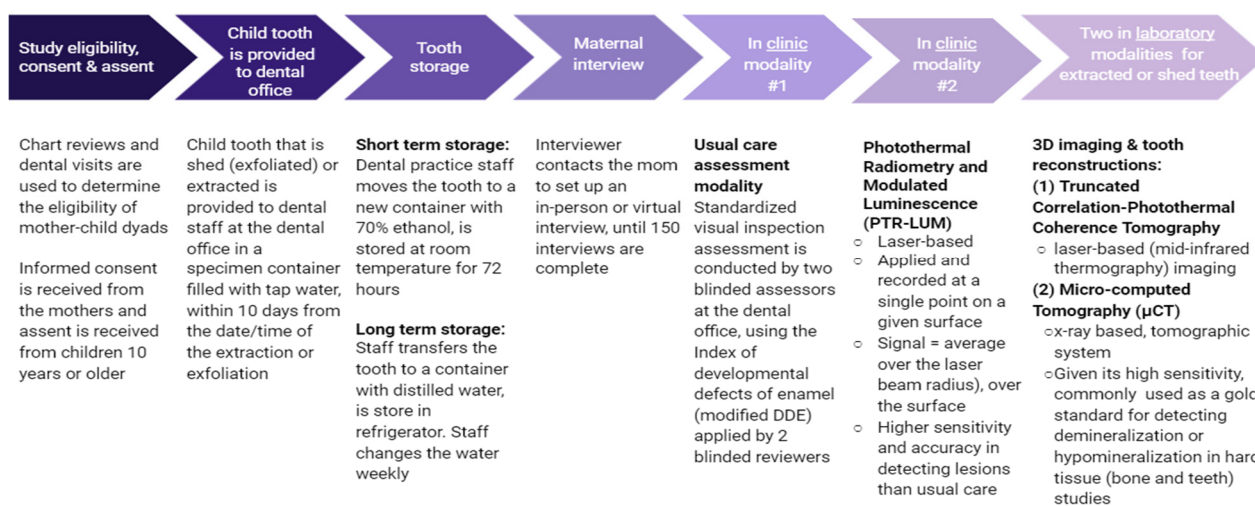 Study eligibility,
consent & assent
Child tooth
is provided
to dental
office
Tooth
storage
Maternal
interview
In clinic
modality
#1
In clinic
modality
#2
Two in laboratory
modalities for
extracted or shed teeth
Chart reviews and
dental visits are
used to determine
the eligibility of
mother-child dyads
Informed consent
is received from
the mothers and
assent is received
from children 10
years or older
Child tooth that is
shed (exfoliated) or
extracted is
provided to dental
staff at the dental
office in a
specimen container
filled with tap water,
within 10 days from
the date/time of
the extraction or
exfoliation
Short term storage:
Dental practice staff
moves the tooth to a
new container with
70% ethanol, is
stored at room
temperature for 72
hours
Long term storage:
Staff transfers the
tooth to a container
with distilled water,
is store in
refrigerator. Staff
changes the water
weekly
Interviewer
contacts the mom
to set up an
in-person or virtual
interview, until 150
interviews are
complete
Usual care
assessment
modality
Standardized
visual inspection
assessment is
conducted by two
blinded assessors
at the dental
office, using the
Index of
developmental
defects of enamel
(modified DDE)
applied by 2
blinded reviewers
Photothermal
Radiometry and
Modulated
Luminescence
(PTR-LUM)
○ Laser-based
○ Applied and
recorded at a
single point on a
given surface
○ Signal = average
over the laser
beam radius), over
the surface
○ Higher sensitivity
and accuracy in
detecting lesions
than usual care
3D imaging & tooth
reconstructions:
(1) Truncated
Correlation-Photothermal
Coherence Tomography
○ laser-based (mid-infrared
thermography) imaging
(2) Micro-computed
Tomography (μCT)
○x-ray based, tomographic
system
○Given its high sensitivity,
commonly used as a gold
standard for detecting
demineralization or
hypomineralization in hard
tissue (bone and teeth)
studies